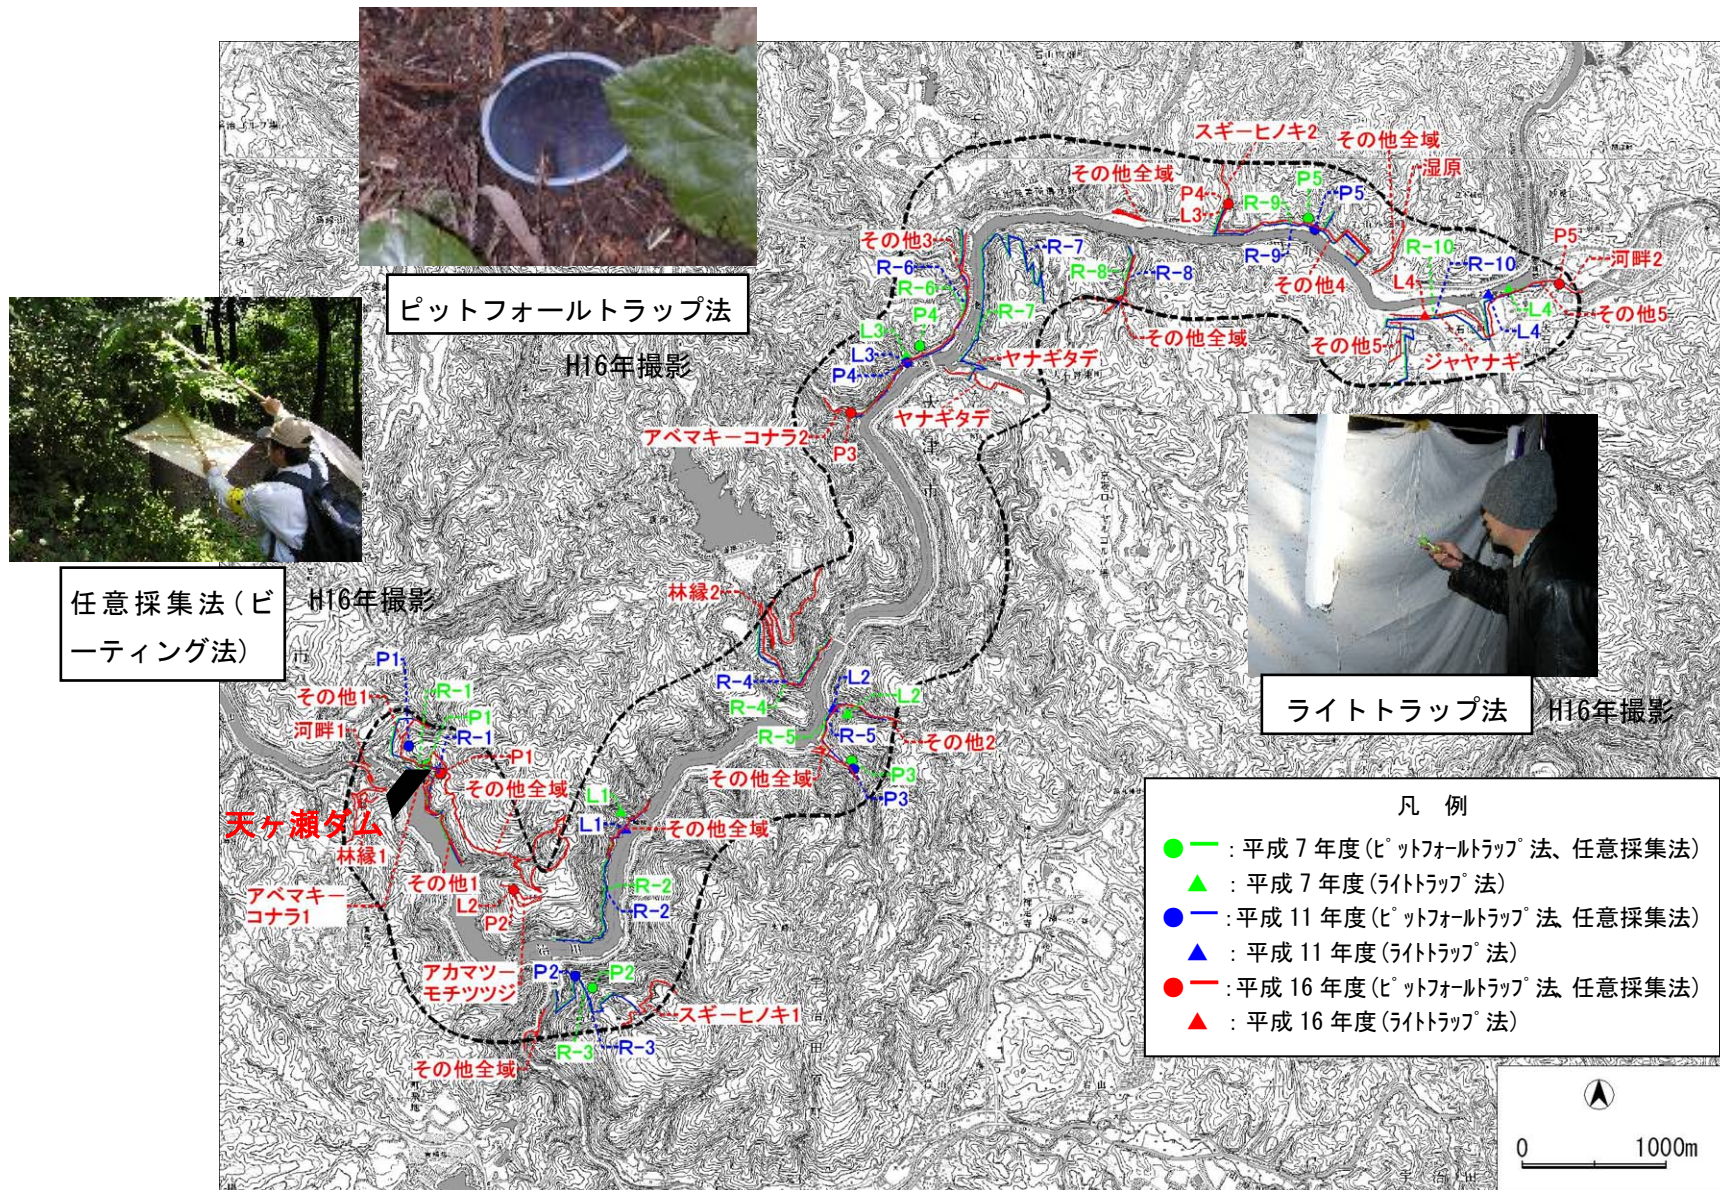 ピットフォールトラップ法
H16年撮影
任意採集法(ビ
ーティング法)
H16年撮影
ライトトラップ法
H16年撮影
スギーヒノキ2
その他全域
湿原
その他全域
P4
L3
R-9
P5
P5
R-9
その他4
R-10
R-10
L4
P5
河畔2
その他5
L4
L4
その他5
ジャヤナギ
その他3
R-6
R-6
R-7
R-7
R-8
R-8
その他全域
L3
P4
L3
P4
ヤナギタデ
ヤナギタデ
アベマキーコナラ2
P3
大
津
市
林縁2
R-4
R-4
L2
L2
R-5
R-5
その他2
その他全域
P3
P3
市
P1
その他1
R-1
P1
河畔1
R-1
P1
その他全域
天ヶ瀬ダム
林縁1
アベマキー
コナラ1
その他1
L2
P2
L1
L1
その他全域
R-2
R-2
アカマツー
モチツツジ
P2
P2
スギーヒノキ1
R-3
R-3
その他全域
凡 例
: 平成 7 年度(ピットフォールトラップ法、任意採集法)
: 平成 7 年度(ライトトラップ法)
: 平成 11 年度(ピットフォールトラップ法、任意採集法)
: 平成 11 年度(ライトトラップ法)
: 平成 16 年度(ピットフォールトラップ法、任意採集法)
: 平成 16 年度(ライトトラップ法)
0 1000m